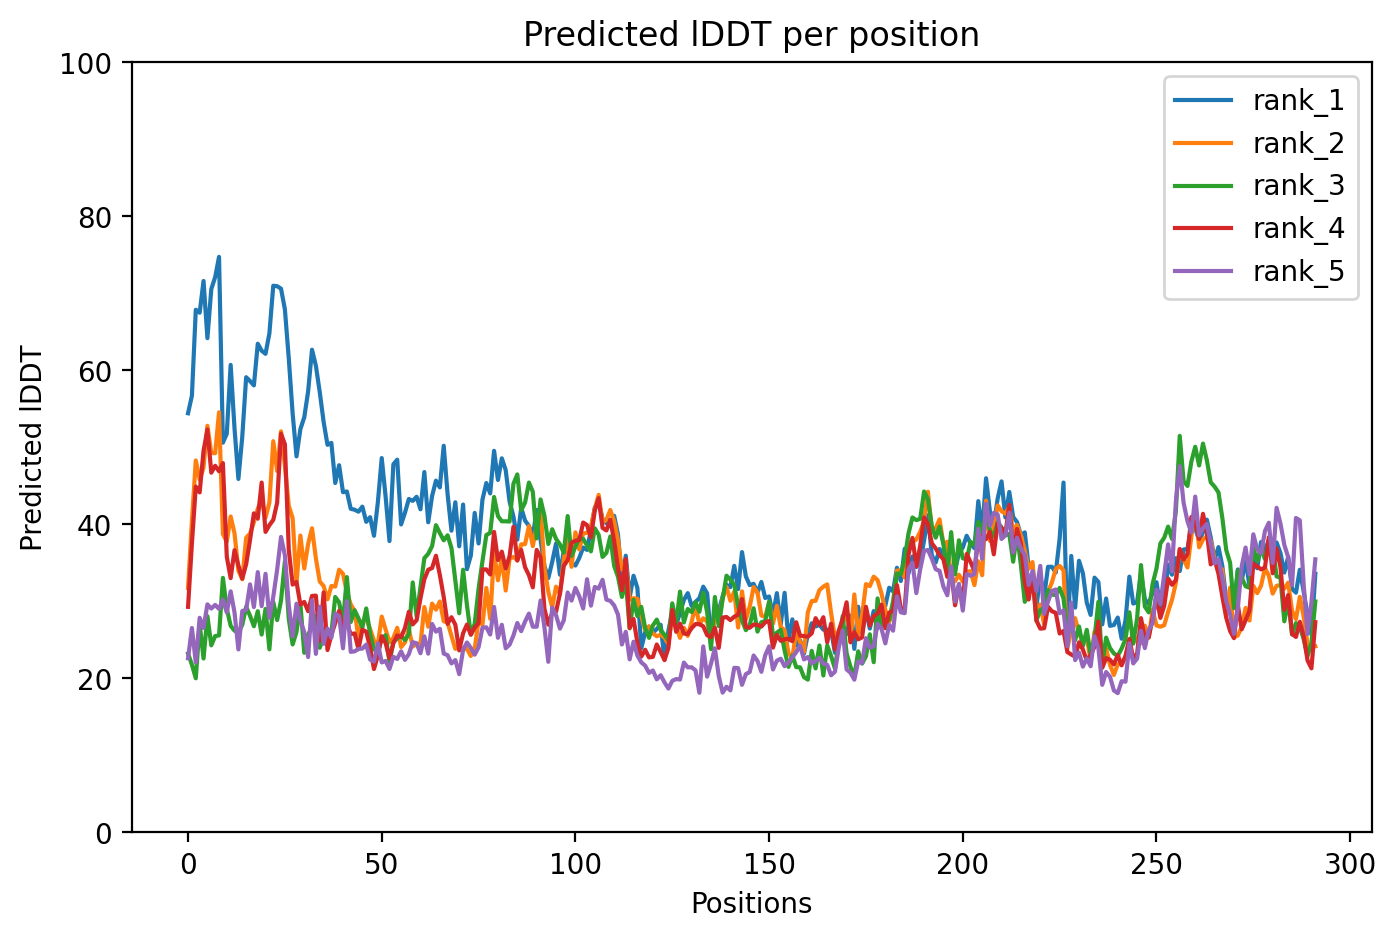 Predicted lDDT per position
100
80
60
40
20
0
Predicted lDDT
0 50 100 150 200 250 300
Positions
rank_1
rank_2
rank_3
rank_4
rank_5